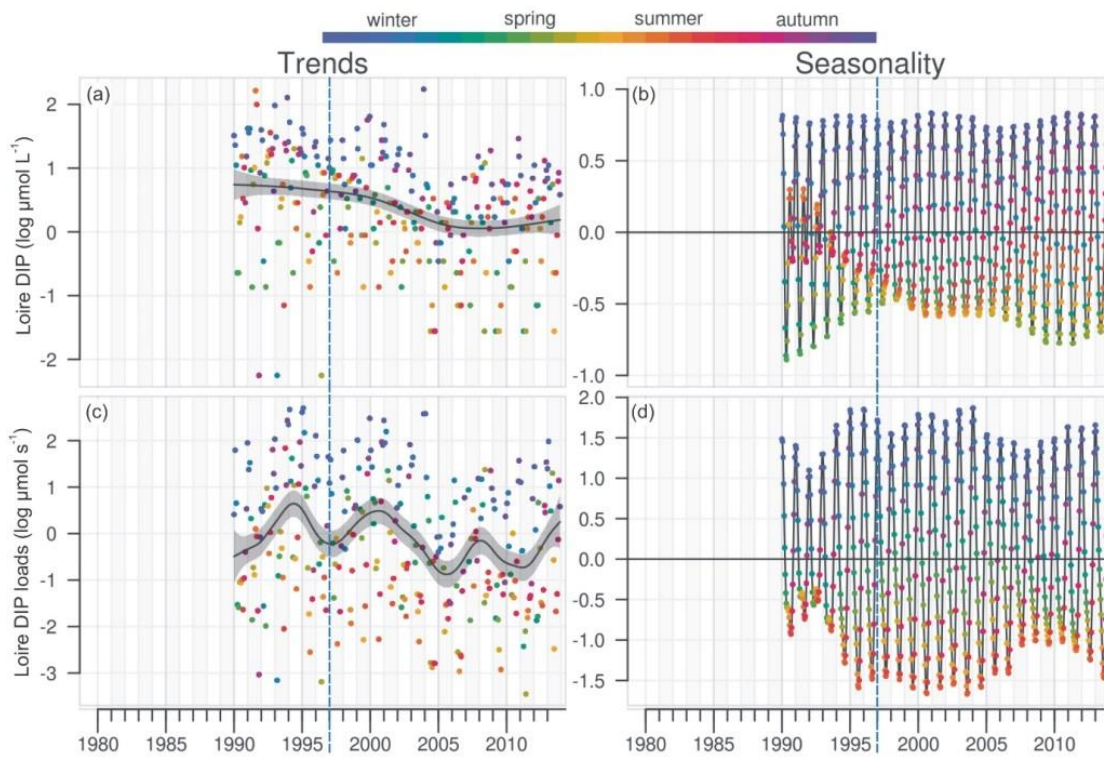 winter spring summer autumn
Trends Seasonality
(a)
Loire DIP (log µmol L⁻¹)
2
1
0
-1
-2
(b)
1.0
0.5
0.0
-0.5
-1.0
(c)
Loire DIP loads (log µmol s⁻¹)
2
1
0
-1
-2
-3
(d)
2.0
1.5
1.0
0.5
0.0
-0.5
-1.0
-1.5
1980 1985 1990 1995 2000 2005 2010
1980 1985 1990 1995 2000 2005 2010